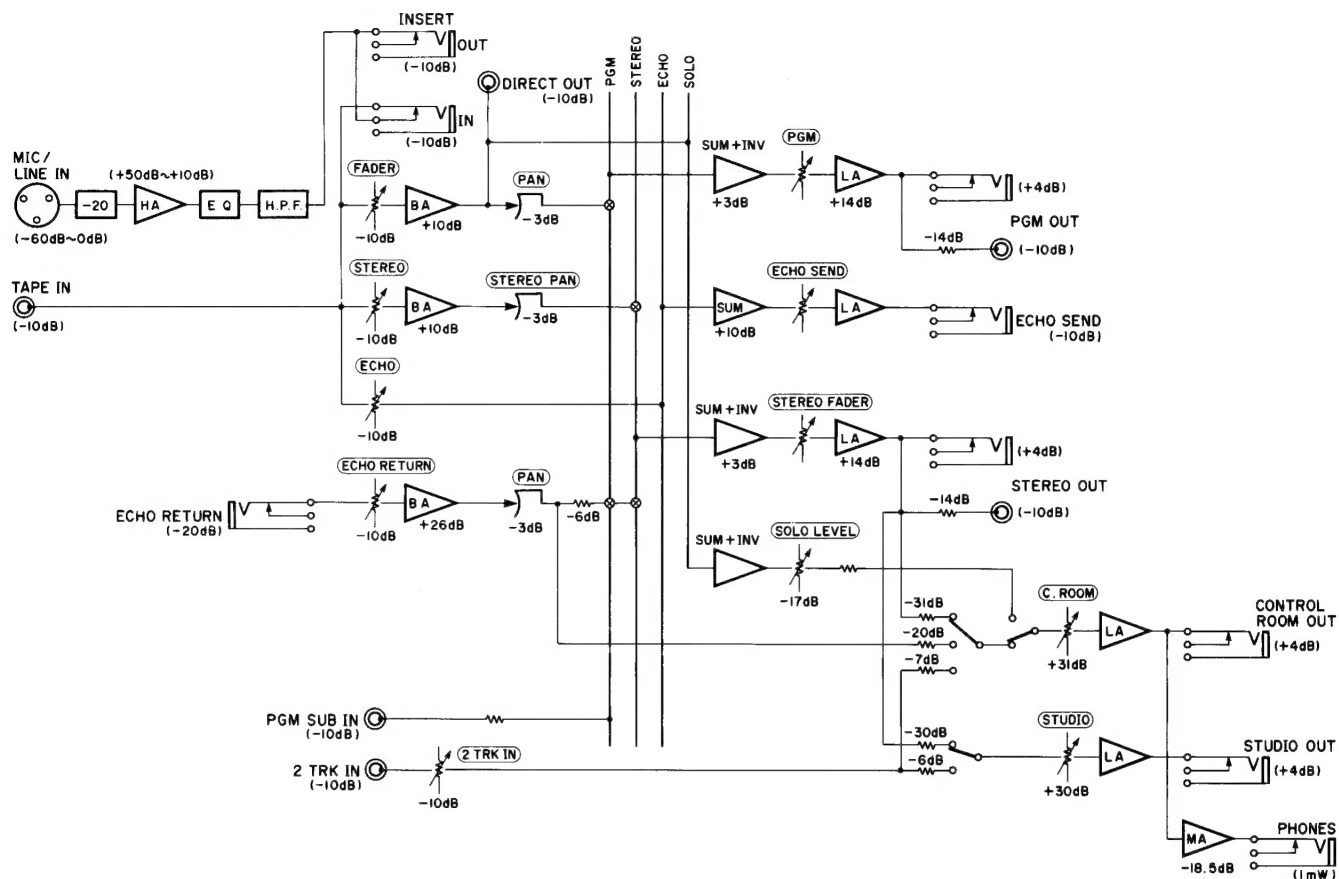 INSERT
OUT
(-10dB)
IN
(-10dB)
DIRECT OUT
(-10dB)
PGM
STEREO
ECHO
SOLO
MIC/
LINE IN
(-60dB~0dB)
-20
(+50dB~+10dB)
HA
EQ
H.P.F.
FADER
-10dB
BA
+10dB
PAN
-3dB
SUM+INV
+3dB
PGM
LA
+14dB
(+4dB)
PGM OUT
-14dB
(-10dB)
TAPE IN
(-10dB)
STEREO
-10dB
BA
+10dB
STEREO PAN
-3dB
SUM
+10dB
ECHO SEND
LA
ECHO SEND
(-10dB)
ECHO
-10dB
SUM+INV
+3dB
STEREO FADER
LA
+14dB
(+4dB)
STEREO OUT
-14dB
(-10dB)
ECHO RETURN
(-20dB)
ECHO RETURN
-10dB
BA
+26dB
PAN
-3dB
-6dB
SUM+INV
SOLO LEVEL
-17dB
-31dB
-20dB
-7dB
C. ROOM
+31dB
LA
CONTROL
ROOM OUT
(+4dB)
PGM SUB IN
(-10dB)
2 TRK IN
(-10dB)
2 TRK IN
-10dB
-30dB
-6dB
STUDIO
+30dB
LA
STUDIO OUT
(+4dB)
MA
-18.5dB
PHONES
(1mW)